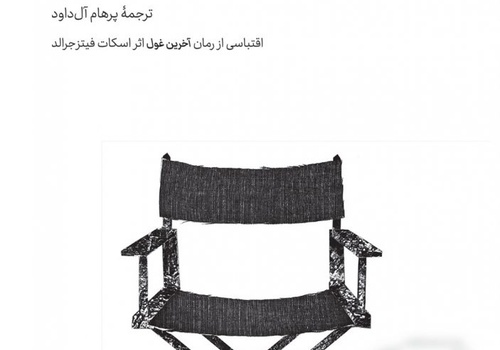 ترجمهٔ پرهام آل‌داود
اقتباسی از رمان آخرین غول اثر اسکات فیتزجرالد